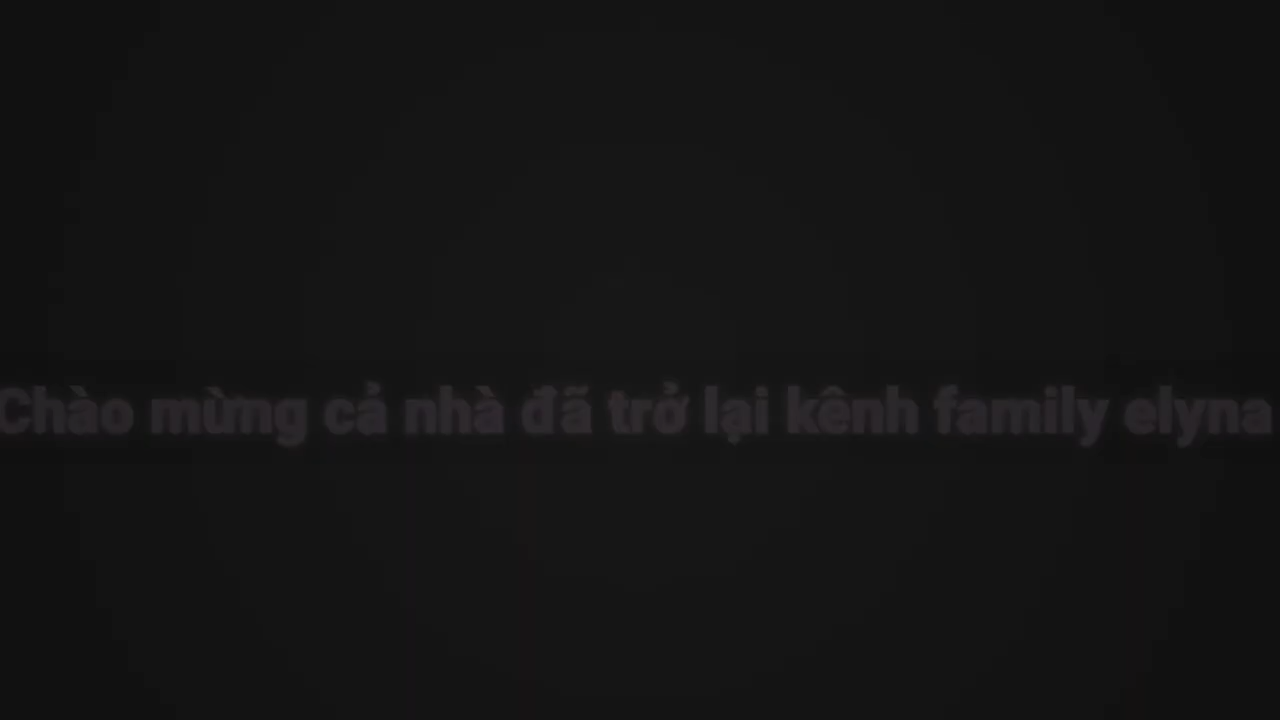 Chào mừng cả nhà đã trở lại kênh family elyna